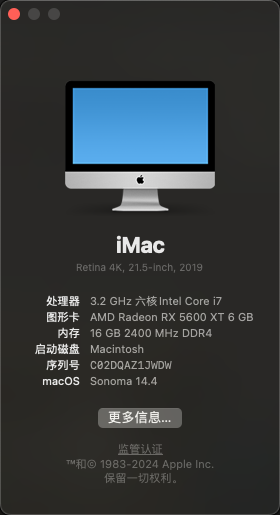 iMac
Retina 4K, 21.5-inch, 2019
处理器 3.2 GHz 六核Intel Core i7
图形卡 AMD Radeon RX 5600 XT 6 GB
内存 16 GB 2400 MHz DDR4
启动磁盘 Macintosh
序列号 C02DQAZ1JWDW
macOS Sonoma 14.4
更多信息...
监管认证
™和© 1983-2024 Apple Inc.
保留一切权利。